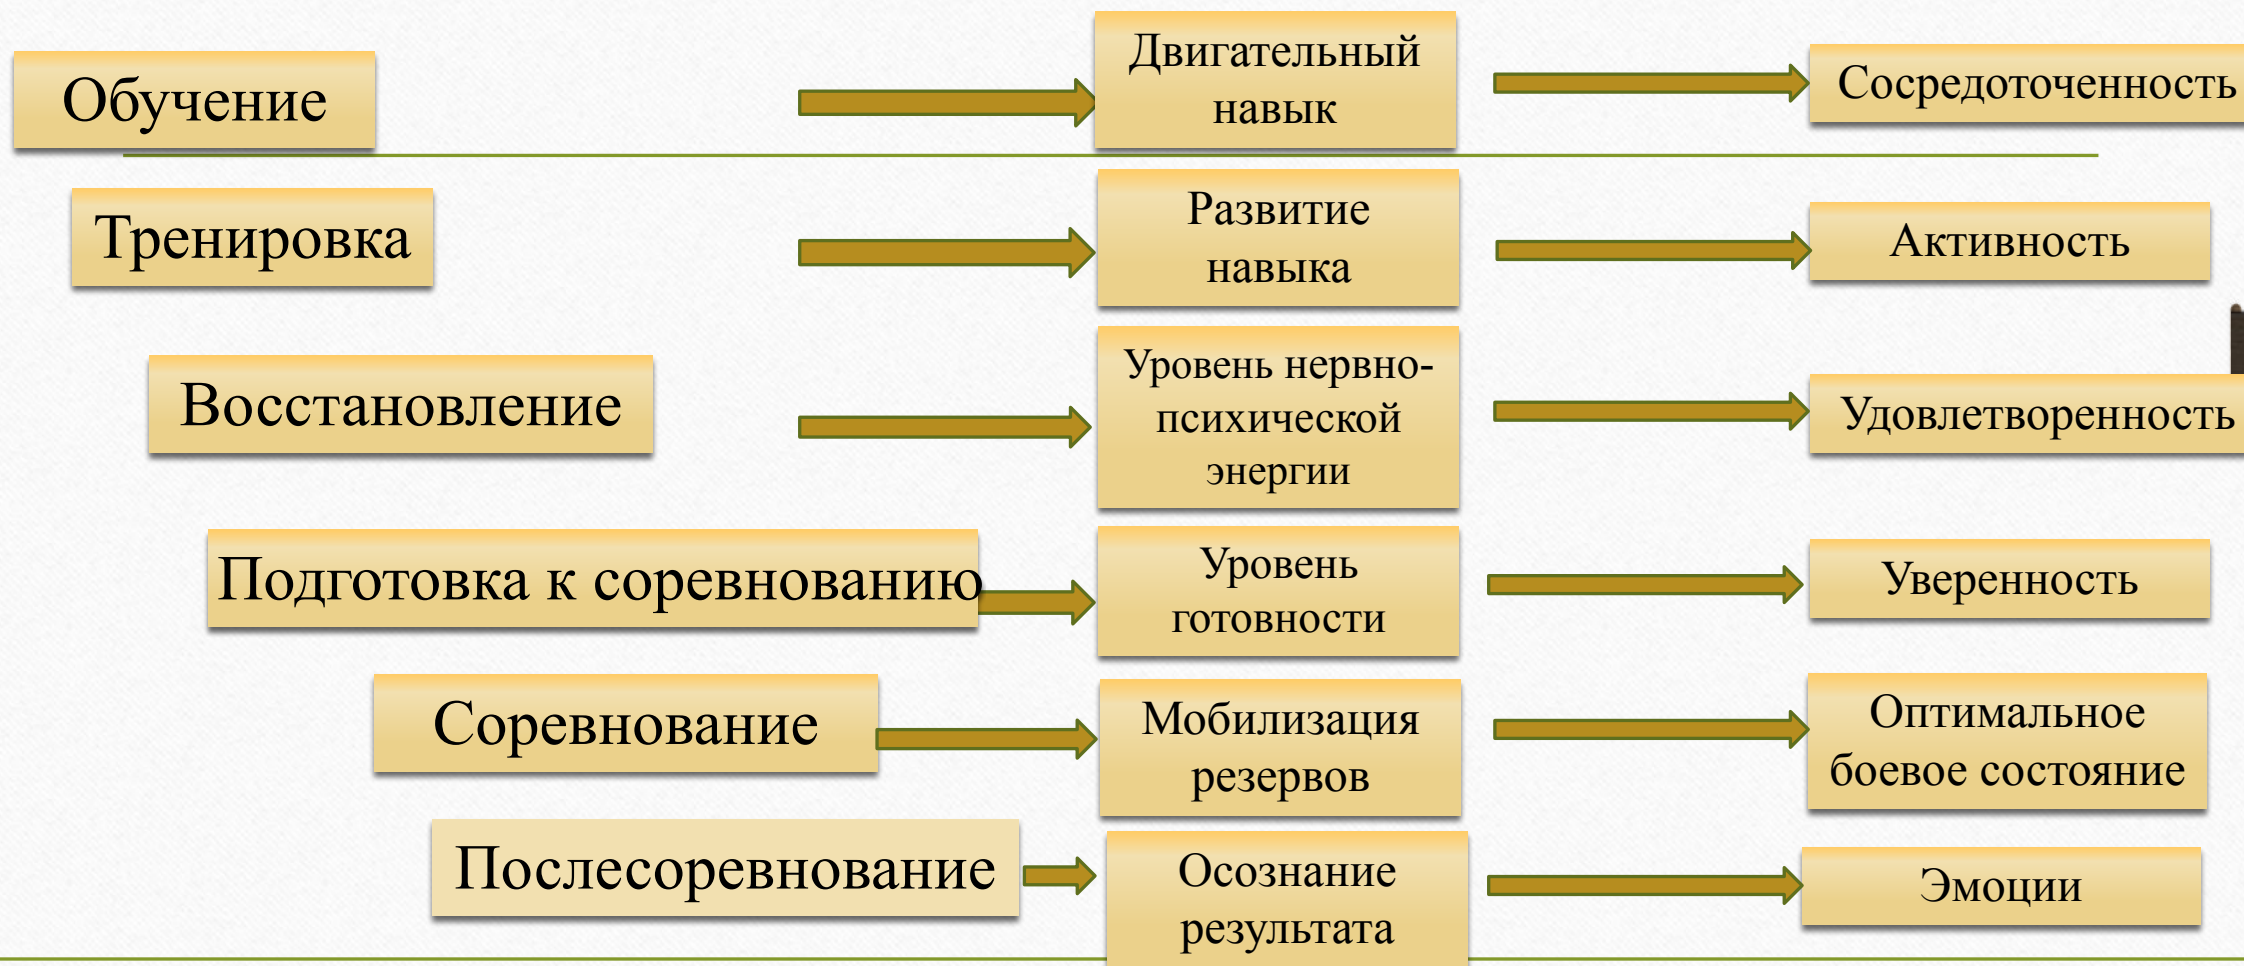 Обучение
Двигательный
навык
Сосредоточенность
Тренировка
Развитие
навыка
Активность
Восстановление
Уровень нервно-
психической
энергии
Удовлетворенность
Подготовка к соревнованию
Уровень
готовности
Уверенность
Соревнование
Мобилизация
резервов
Оптимальное
боевое состояние
Послесоревнование
Осознание
результата
Эмоции